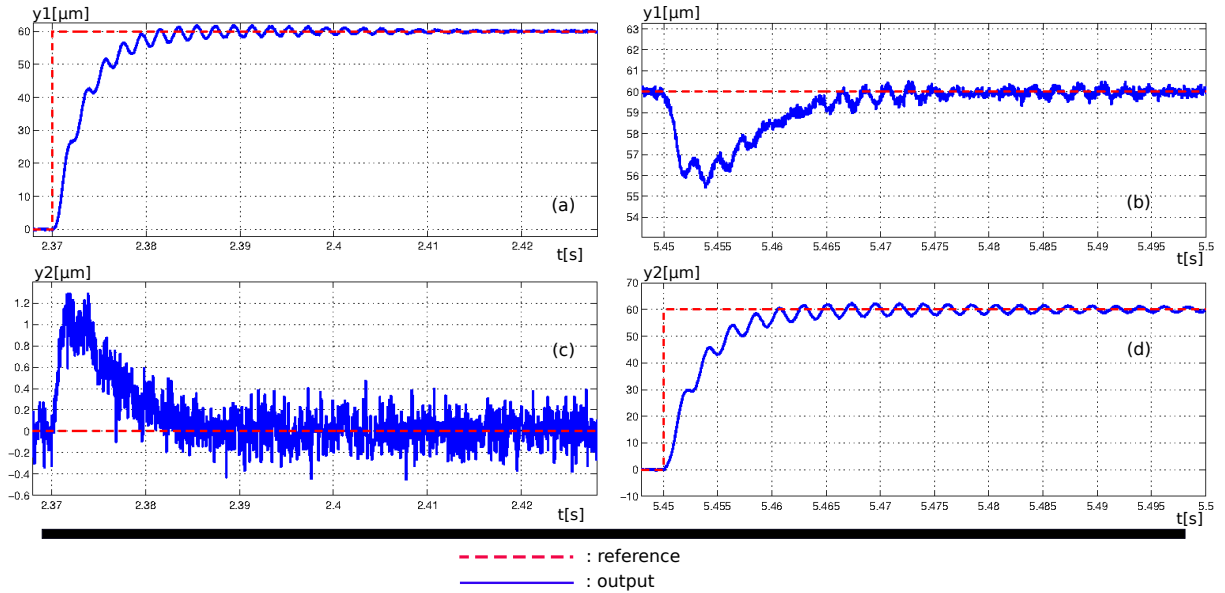 y1[μm]
60
50
40
30
20
10
0
(a)
2.37 2.38 2.39 2.4 2.41 2.42
t[s]
y1[μm]
63
62
61
60
59
58
57
56
55
54
(b)
5.45 5.455 5.46 5.465 5.47 5.475 5.48 5.485 5.49 5.495 5.5
t[s]
y2[μm]
1.2
1
0.8
0.6
0.4
0.2
0
-0.2
-0.4
-0.6
(c)
2.37 2.38 2.39 2.4 2.41 2.42
t[s]
y2[μm]
70
60
50
40
30
20
10
0
-10
(d)
5.45 5.455 5.46 5.465 5.47 5.475 5.48 5.485 5.49 5.495 5.5
t[s]
: reference
: output